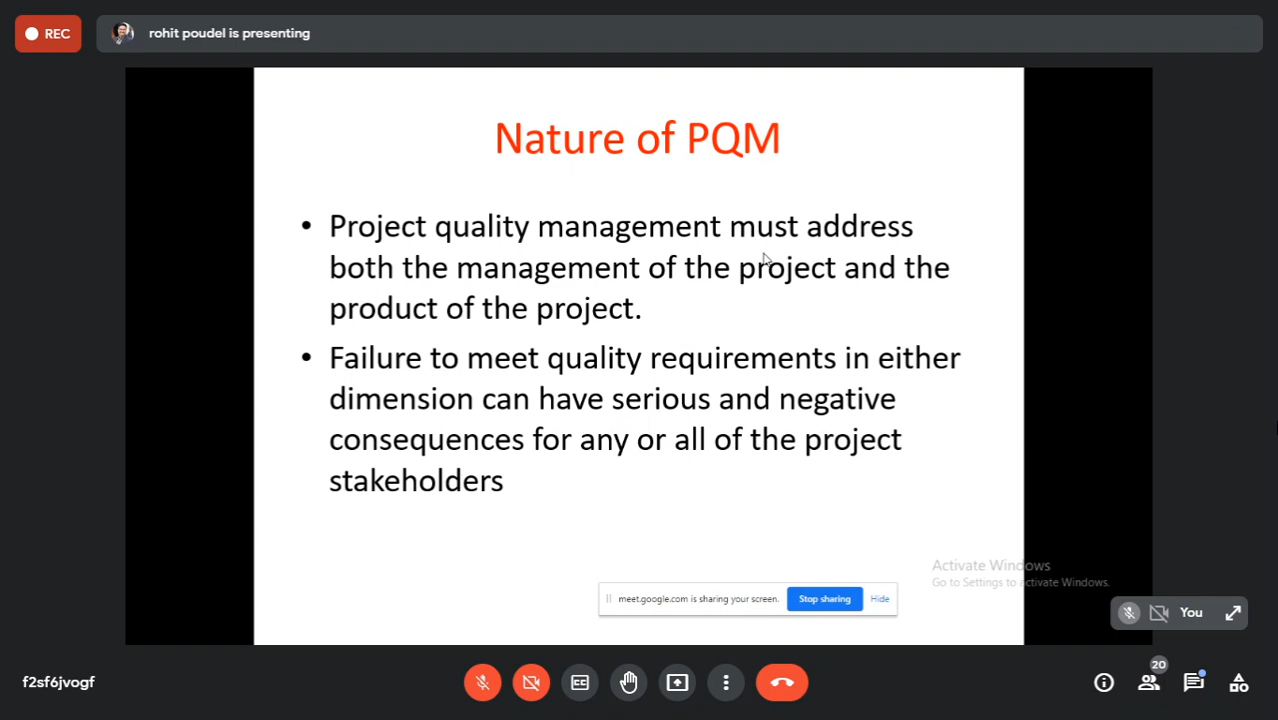 REC
rohit poudel is presenting
Nature of PQM
• Project quality management must address
both the management of the project and the
product of the project.
• Failure to meet quality requirements in either
dimension can have serious and negative
consequences for any or all of the project
stakeholders
Activate Windows
Go to Settings to activate Windows.
meet.google.com is sharing your screen.
Stop sharing
Hide
You
f2sf6jvogf
CC
20